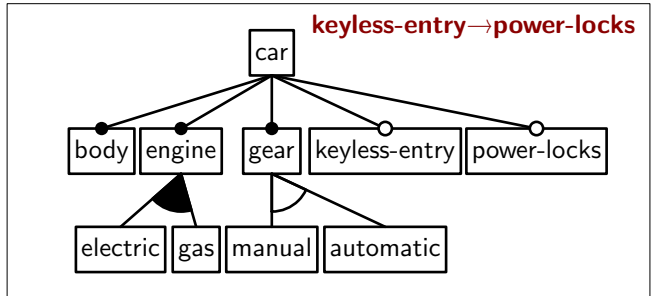 keyless-entry→power-locks
car
body engine gear keyless-entry power-locks
electric gas manual automatic